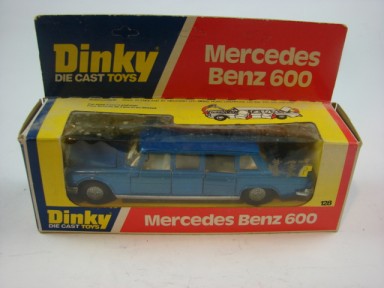 Dinky
DIE CAST TOYS
Mercedes
Benz 600
Dinky
DIE CAST TOYS
Mercedes Benz 600
128